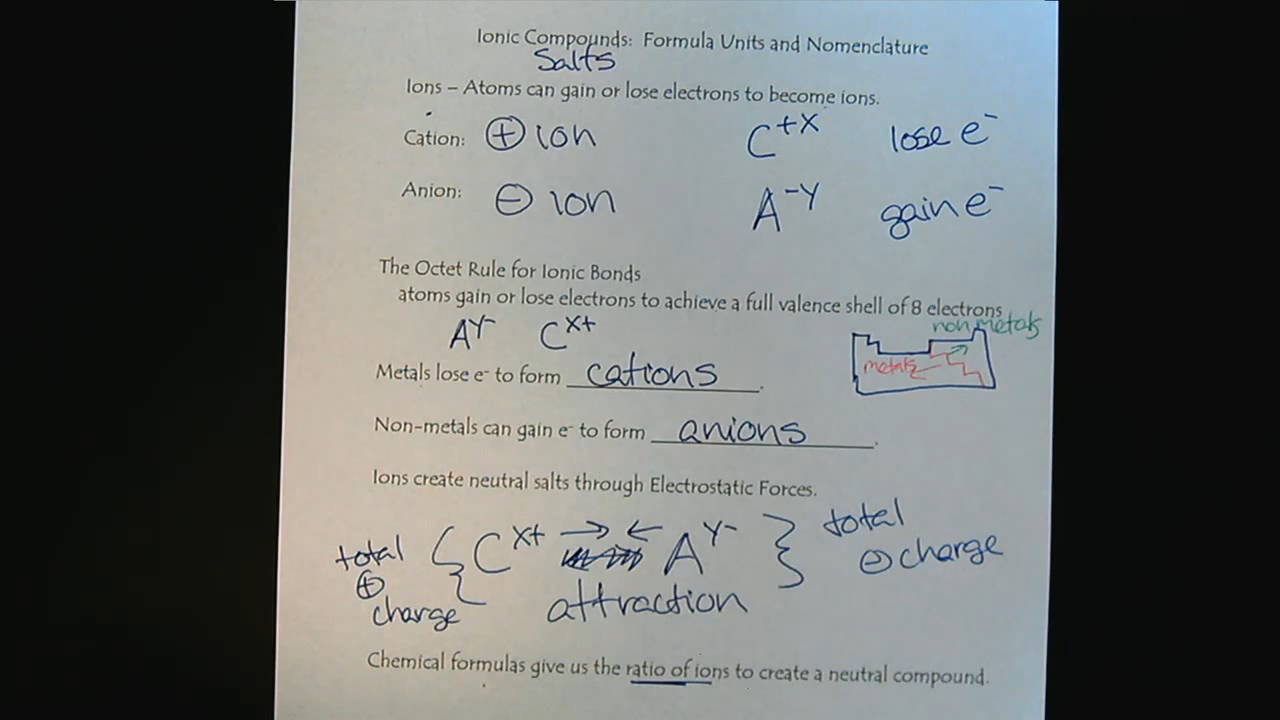 Ionic Compounds: Formula Units and Nomenclature
Salts
Ions – Atoms can gain or lose electrons to become ions.
Cation: ⊕ ion C⁺ˣ lose e⁻
Anion: ⊖ ion A⁻ʸ gain e⁻
The Octet Rule for Ionic Bonds
atoms gain or lose electrons to achieve a full valence shell of 8 electrons
non metals
Aʸ⁻ Cˣ⁺
metals
Metals lose e⁻ to form cations.
Non-metals can gain e⁻ to form anions.
Ions create neutral salts through Electrostatic Forces.
total ⊕ charge { Cˣ⁺ → ← Aʸ⁻ } total ⊖ charge
attraction
Chemical formulas give us the ratio of ions to create a neutral compound.